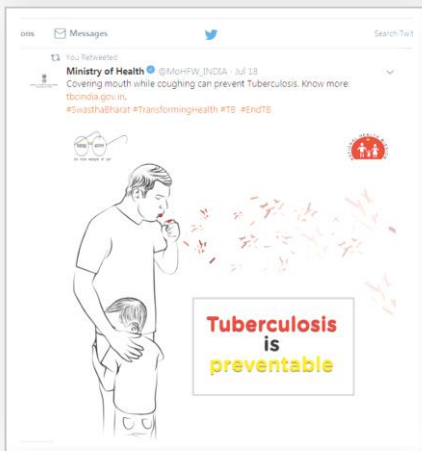 ons
Messages
Search Twit
You Retweeted
Ministry of Health @MoHFW_INDIA · Jul 18
Covering mouth while coughing can prevent Tuberculosis. Know more:
tbcindia.gov.in.
#SwasthaBharat #TransformingHealth #TB #EndTB
Tuberculosis
is
preventable